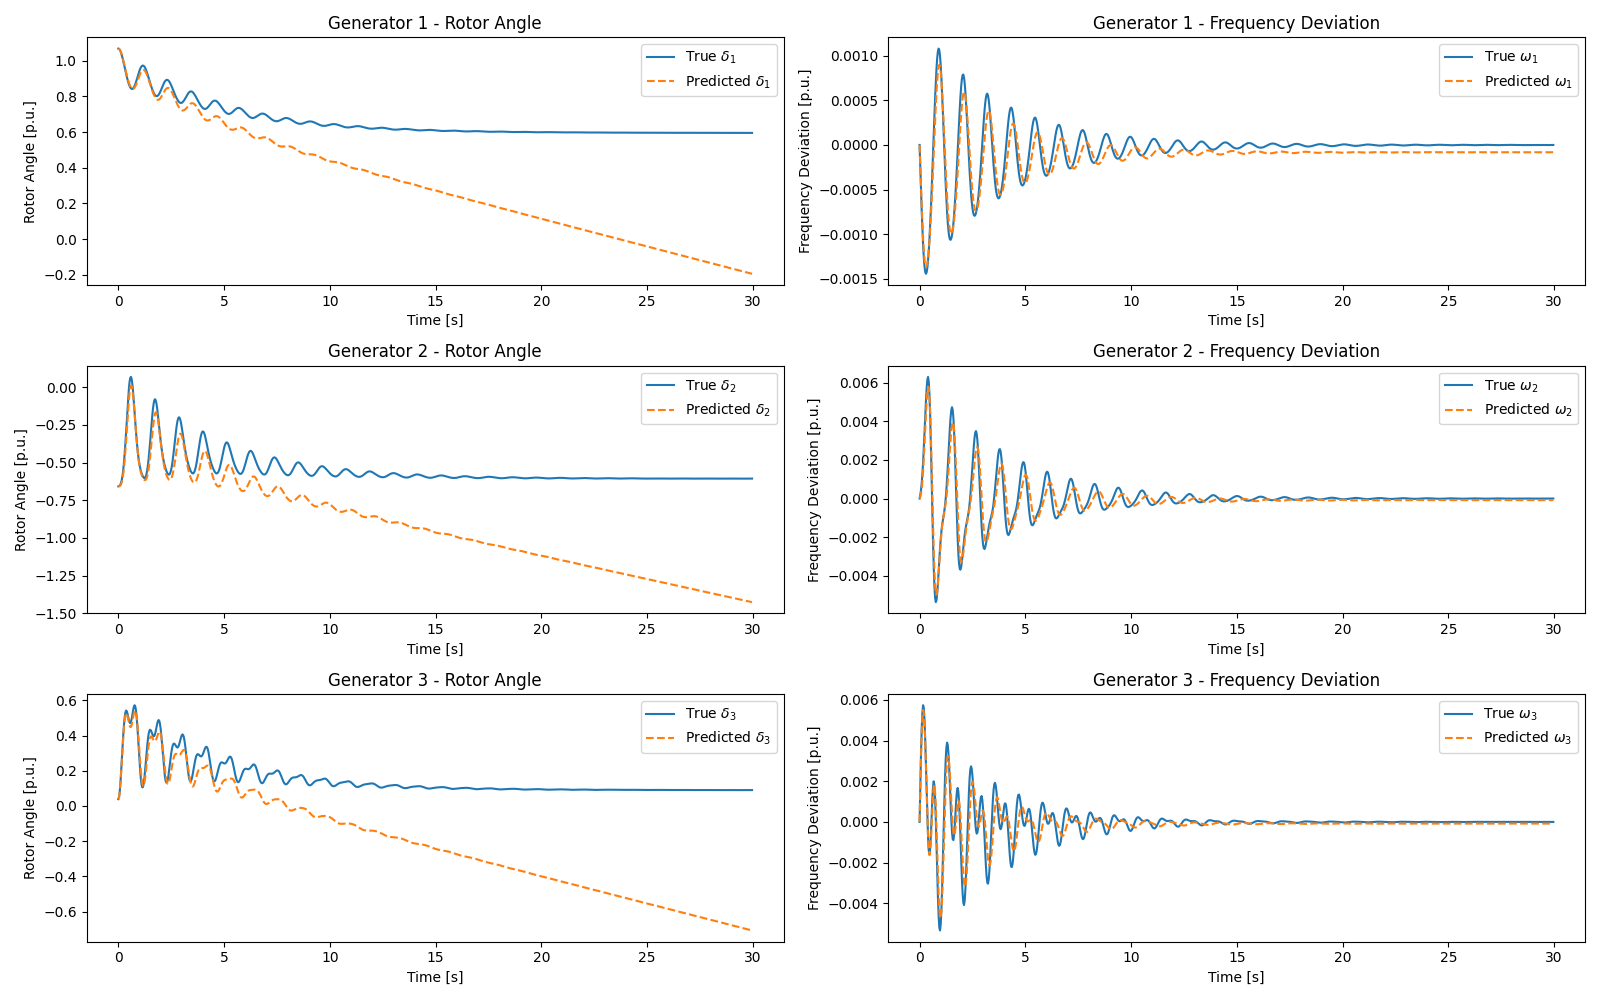 Generator 1 - Rotor Angle
Rotor Angle [p.u.]
1.0
0.8
0.6
0.4
0.2
0.0
−0.2
True δ₁
Predicted δ₁
0 5 10 15 20 25 30
Time [s]
Generator 1 - Frequency Deviation
Frequency Deviation [p.u.]
0.0010
0.0005
0.0000
−0.0005
−0.0010
−0.0015
True ω₁
Predicted ω₁
0 5 10 15 20 25 30
Time [s]
Generator 2 - Rotor Angle
Rotor Angle [p.u.]
0.00
−0.25
−0.50
−0.75
−1.00
−1.25
−1.50
True δ₂
Predicted δ₂
0 5 10 15 20 25 30
Time [s]
Generator 2 - Frequency Deviation
Frequency Deviation [p.u.]
0.006
0.004
0.002
0.000
−0.002
−0.004
True ω₂
Predicted ω₂
0 5 10 15 20 25 30
Time [s]
Generator 3 - Rotor Angle
Rotor Angle [p.u.]
0.6
0.4
0.2
0.0
−0.2
−0.4
−0.6
True δ₃
Predicted δ₃
0 5 10 15 20 25 30
Time [s]
Generator 3 - Frequency Deviation
Frequency Deviation [p.u.]
0.006
0.004
0.002
0.000
−0.002
−0.004
True ω₃
Predicted ω₃
0 5 10 15 20 25 30
Time [s]